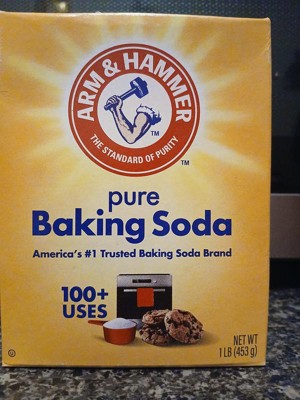 ARM & HAMMER
THE STANDARD OF PURITY
TM
TM
pure
Baking Soda
America's #1 Trusted Baking Soda Brand
100+
USES
NET WT
1 LB (453 g)
U